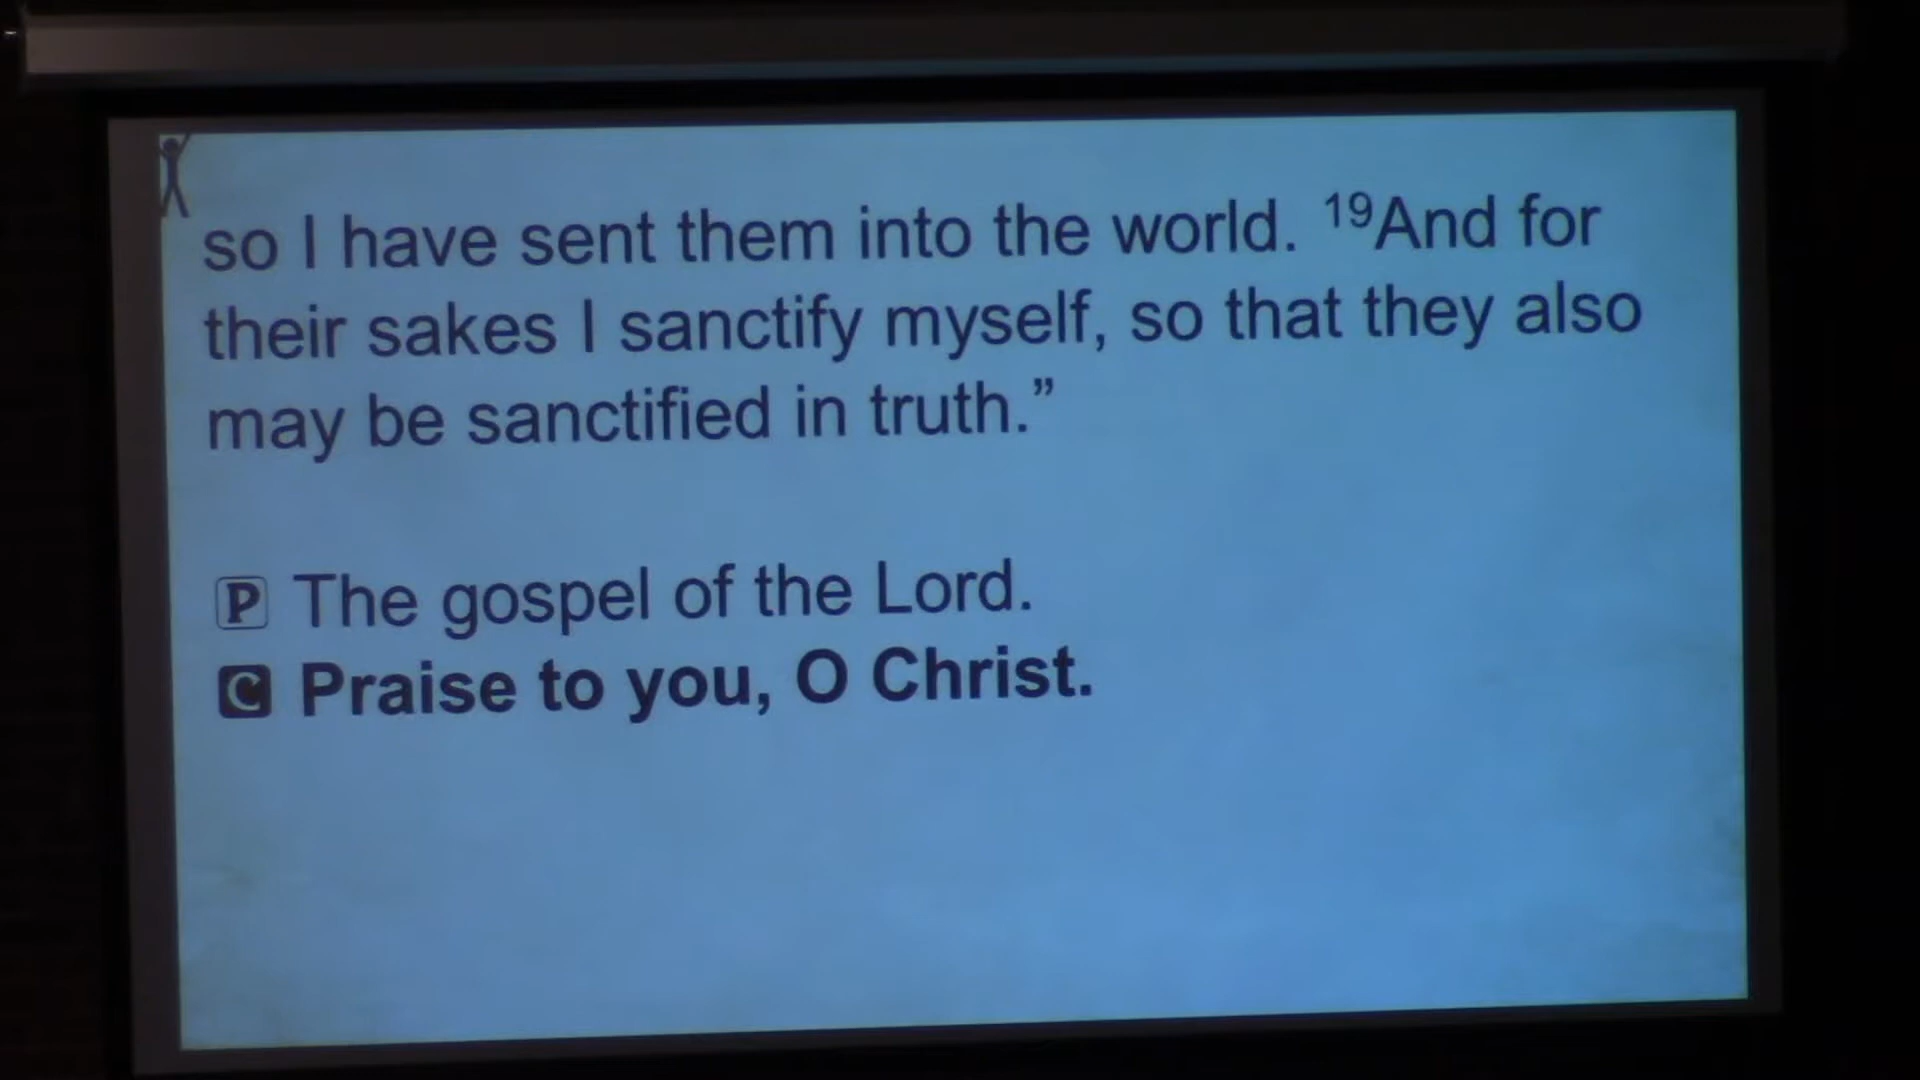 so I have sent them into the world. 19And for
their sakes I sanctify myself, so that they also
may be sanctified in truth.”
P The gospel of the Lord.
C Praise to you, O Christ.